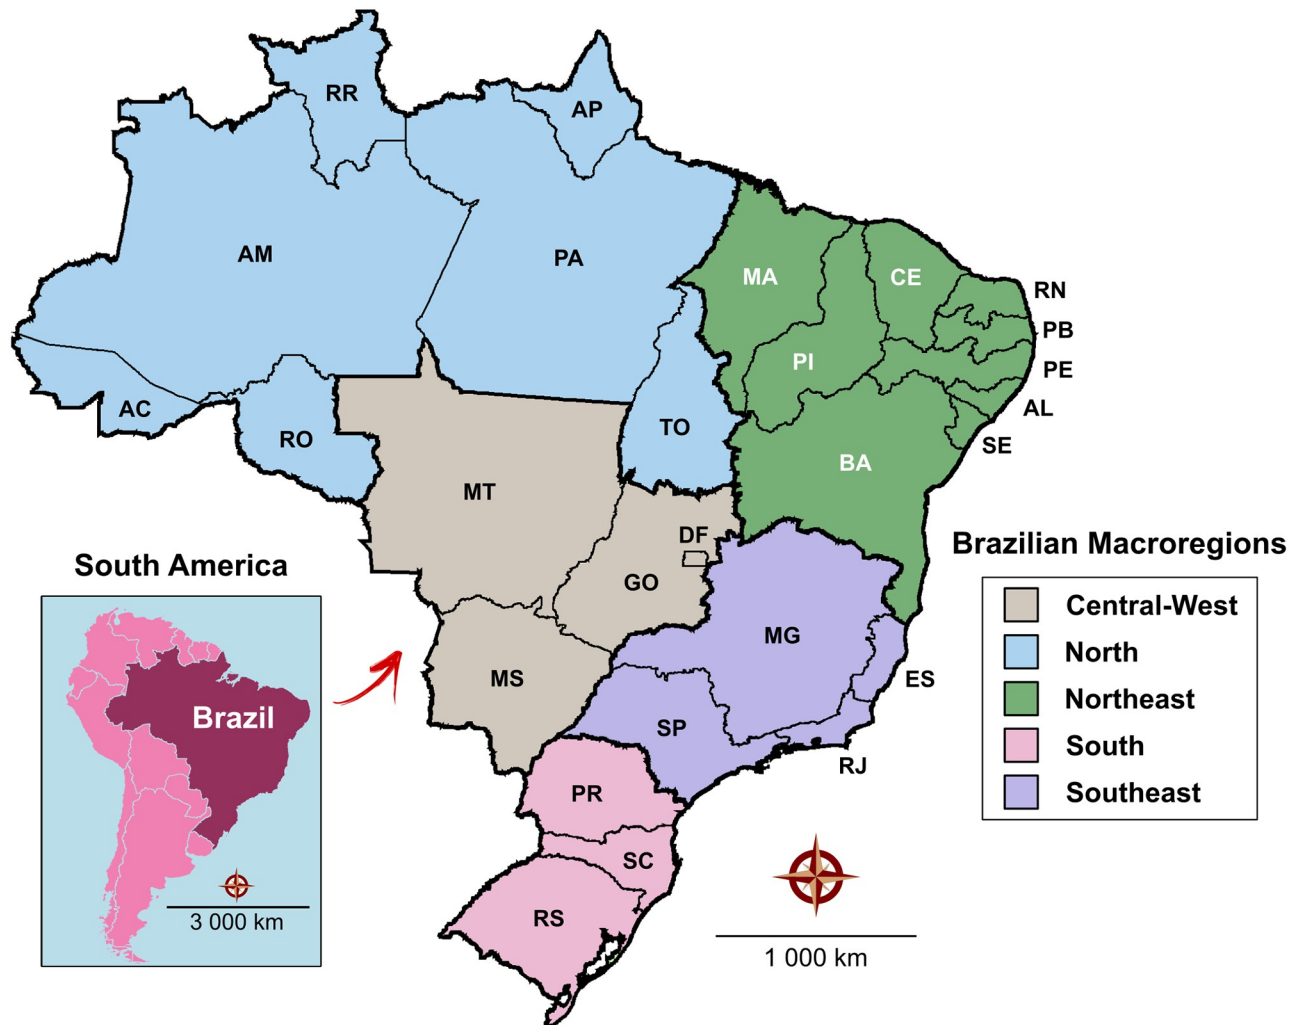 RR
AP
AM
PA
MA
CE
RN
PB
PI
PE
AC
AL
RO
TO
SE
BA
MT
DF
GO
MG
MS
ES
SP
RJ
PR
SC
RS
South America
Brazil
3 000 km
Brazilian Macroregions
Central-West
North
Northeast
South
Southeast
1 000 km